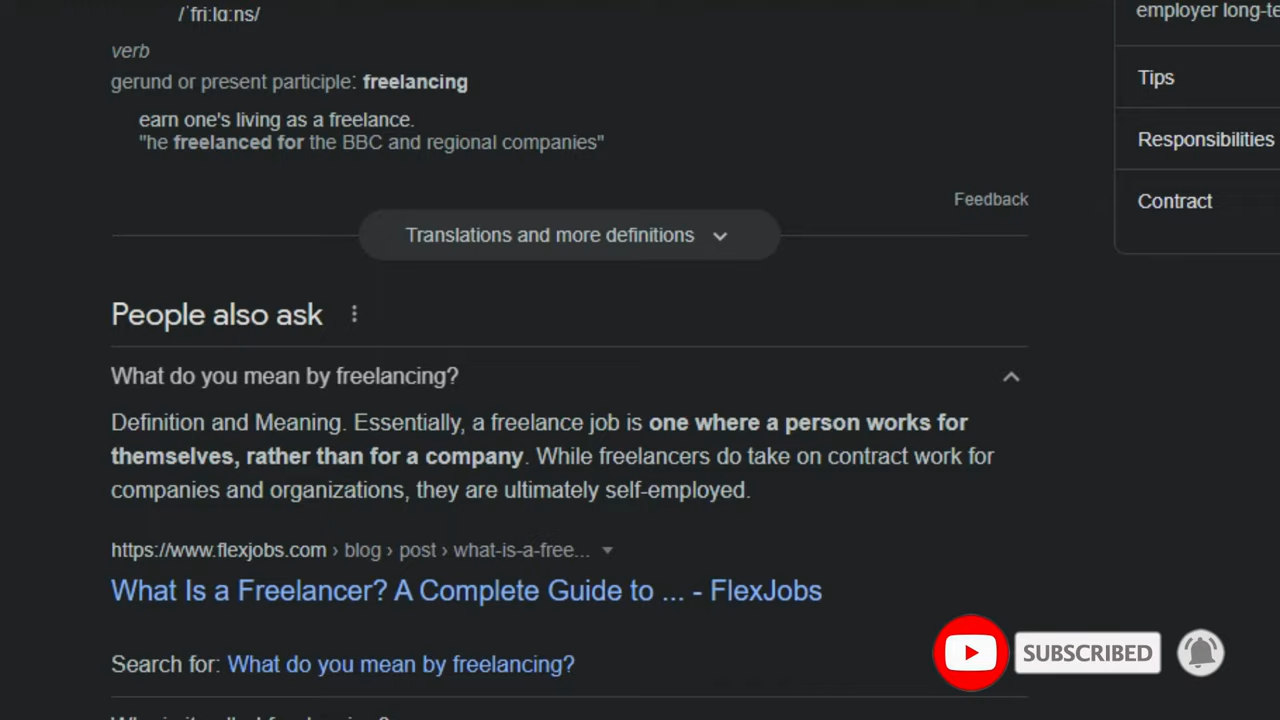 /ˈfriːlɑːns/
verb
gerund or present participle: freelancing
earn one's living as a freelance.
"he freelanced for the BBC and regional companies"
Feedback
Translations and more definitions
People also ask
What do you mean by freelancing?
Definition and Meaning. Essentially, a freelance job is one where a person works for
themselves, rather than for a company. While freelancers do take on contract work for
companies and organizations, they are ultimately self-employed.
https://www.flexjobs.com › blog › post › what-is-a-free...
What Is a Freelancer? A Complete Guide to ... - FlexJobs
Search for: What do you mean by freelancing?
employer long-te
Tips
Responsibilities
Contract
SUBSCRIBED